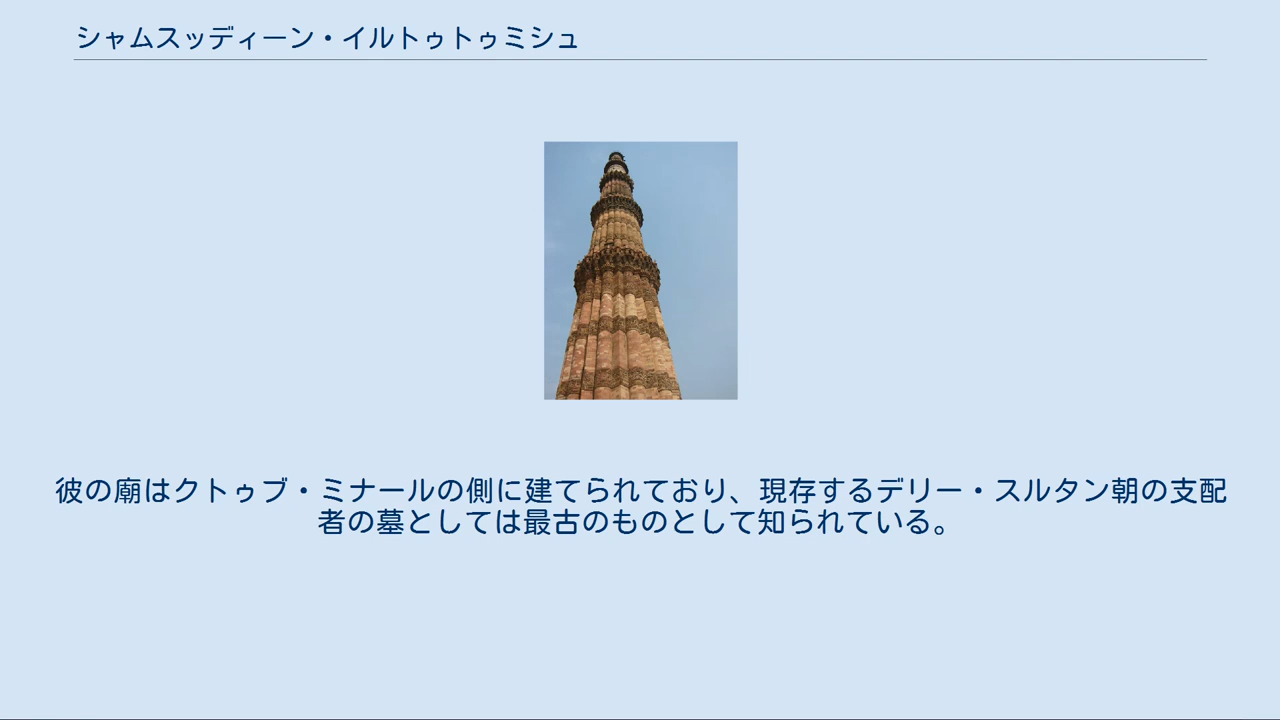 シャムスッディーン・イルトゥトゥミシュ
彼の廟はクトゥブ・ミナールの側に建てられており、現存するデリー・スルタン朝の支配
者の墓としては最古のものとして知られている。